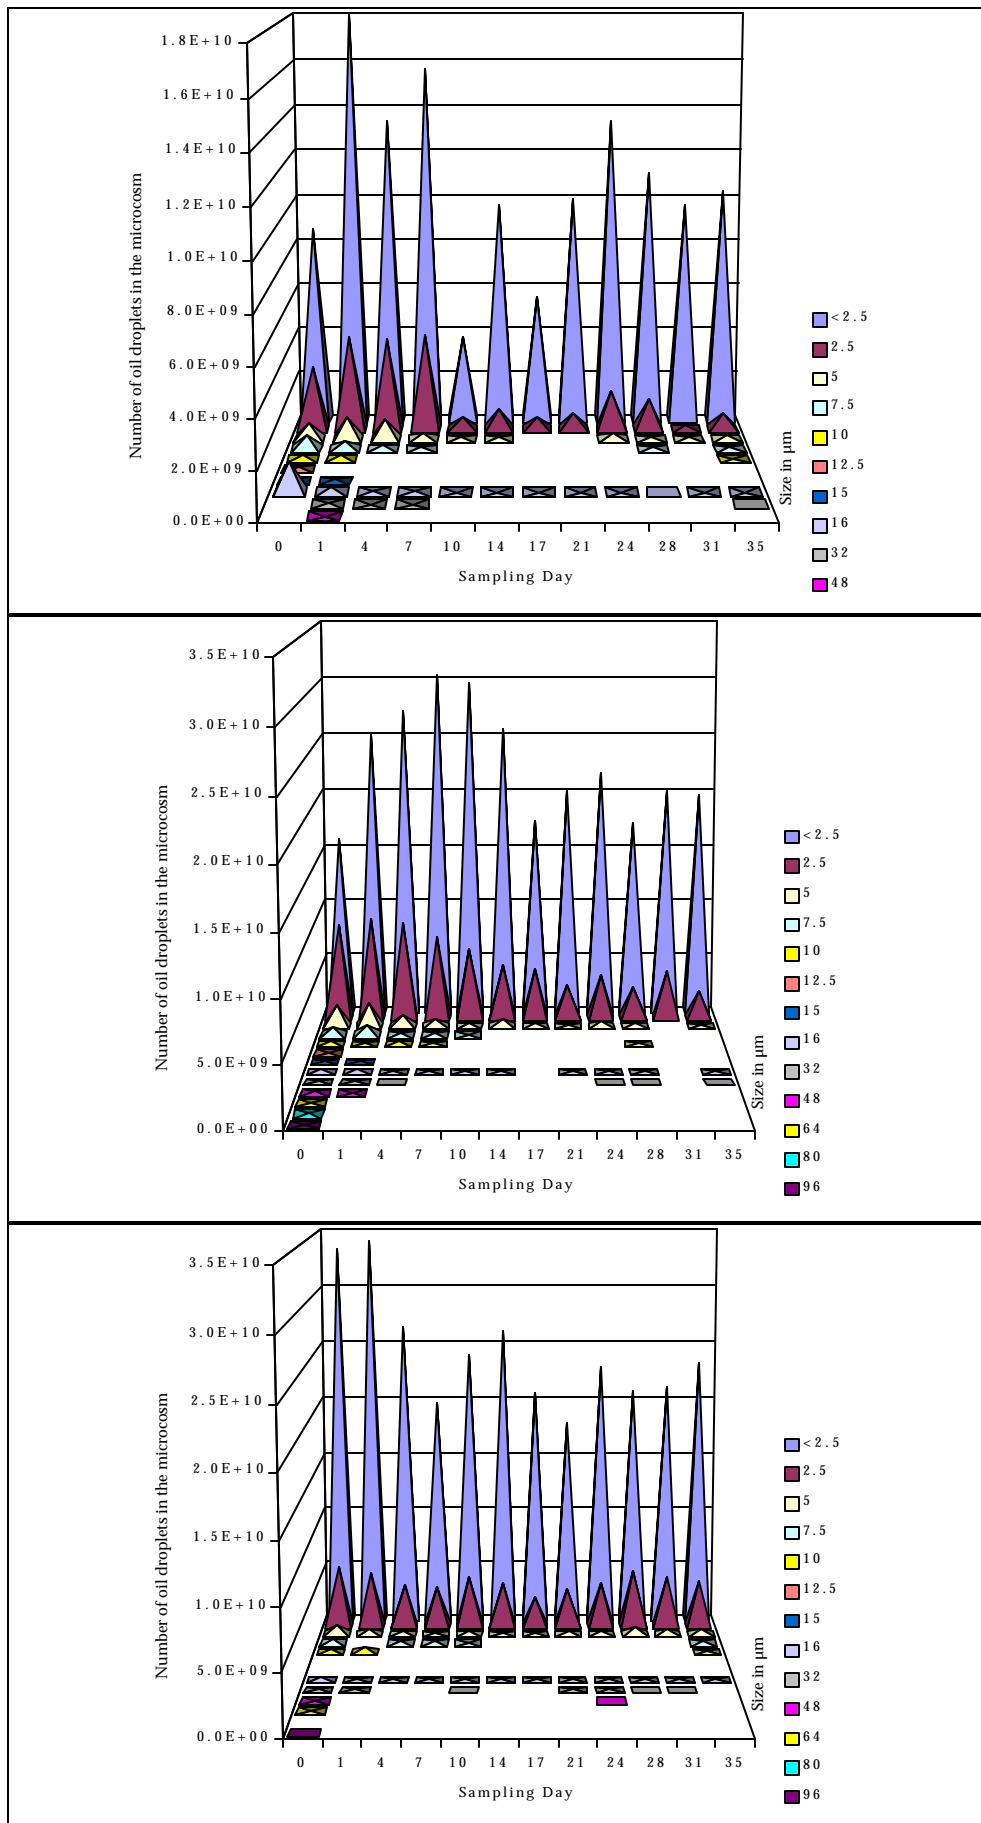 1.8E+10
1.6E+10
1.4E+10
1.2E+10
1.0E+10
8.0E+09
6.0E+09
4.0E+09
2.0E+09
0.0E+00
Number of oil droplets in the microcosm
0 1 4 7 10 14 17 21 24 28 31 35
Sampling Day
Size in µm
<2.5
2.5
5
7.5
10
12.5
15
16
32
48
3.5E+10
3.0E+10
2.5E+10
2.0E+10
1.5E+10
1.0E+10
5.0E+09
0.0E+00
Number of oil droplets in the microcosm
0 1 4 7 10 14 17 21 24 28 31 35
Sampling Day
Size in µm
<2.5
2.5
5
7.5
10
12.5
15
16
32
48
64
80
96
3.5E+10
3.0E+10
2.5E+10
2.0E+10
1.5E+10
1.0E+10
5.0E+09
0.0E+00
Number of oil droplets in the microcosm
0 1 4 7 10 14 17 21 24 28 31 35
Sampling Day
Size in µm
<2.5
2.5
5
7.5
10
12.5
15
16
32
48
64
80
96